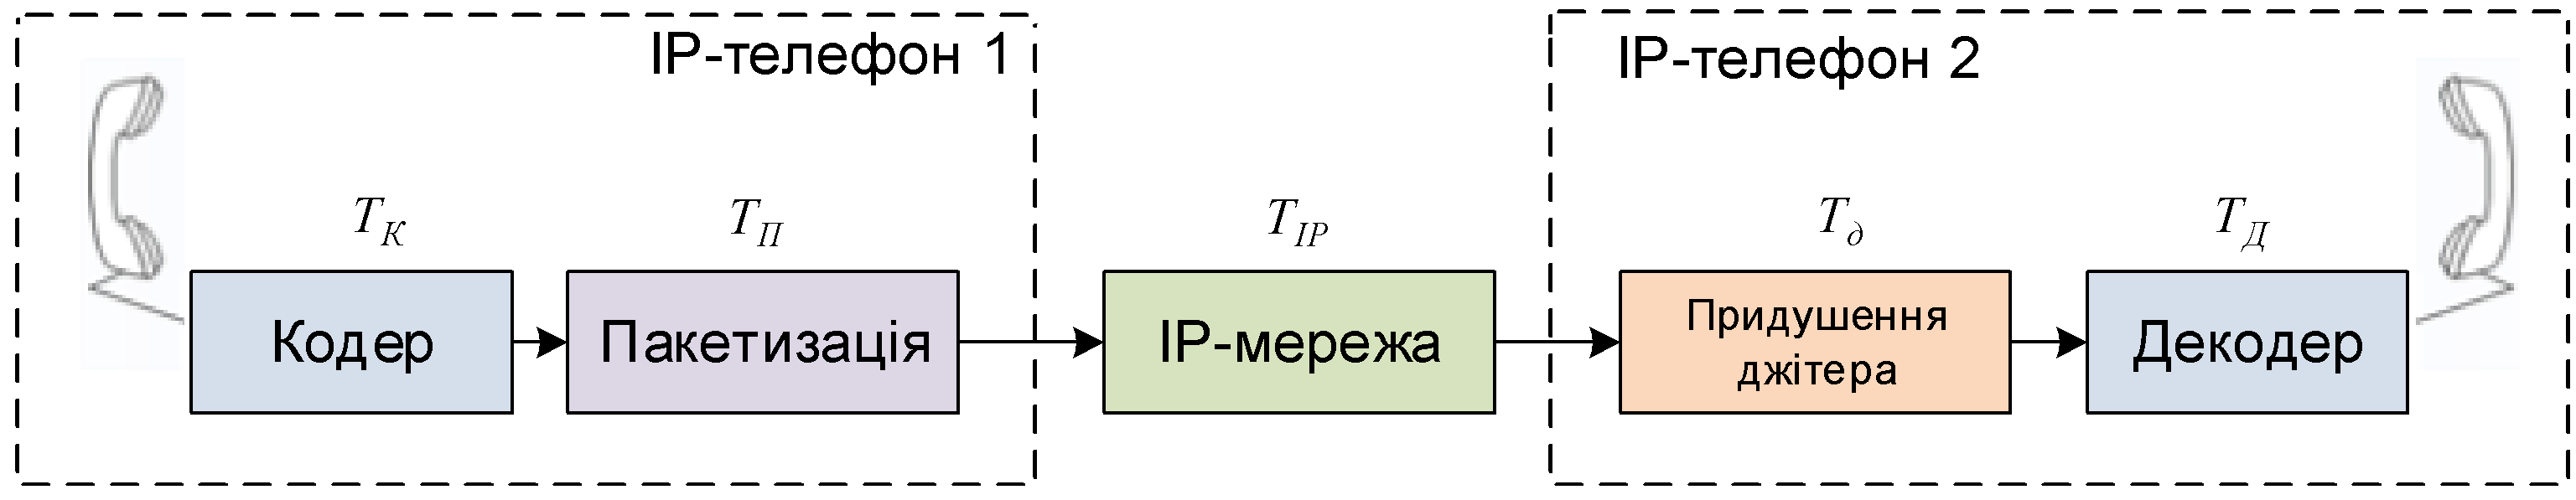 IP-телефон 1
IP-телефон 2
T_К
T_П
T_IP
T_д
T_Д
Кодер
Пакетизація
IP-мережа
Придушення
джітера
Декодер